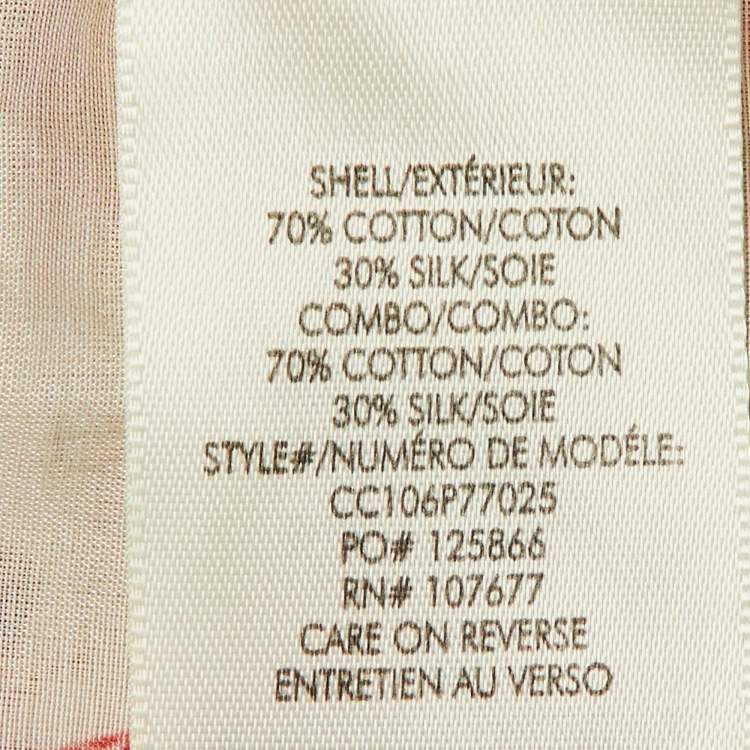 SHELL/EXTÉRIEUR:
70% COTTON/COTON
30% SILK/SOIE
COMBO/COMBO:
70% COTTON/COTON
30% SILK/SOIE
STYLE#/NUMÉRO DE MODÉLE:
CC106P77025
PO# 125866
RN# 107677
CARE ON REVERSE
ENTRETIEN AU VERSO